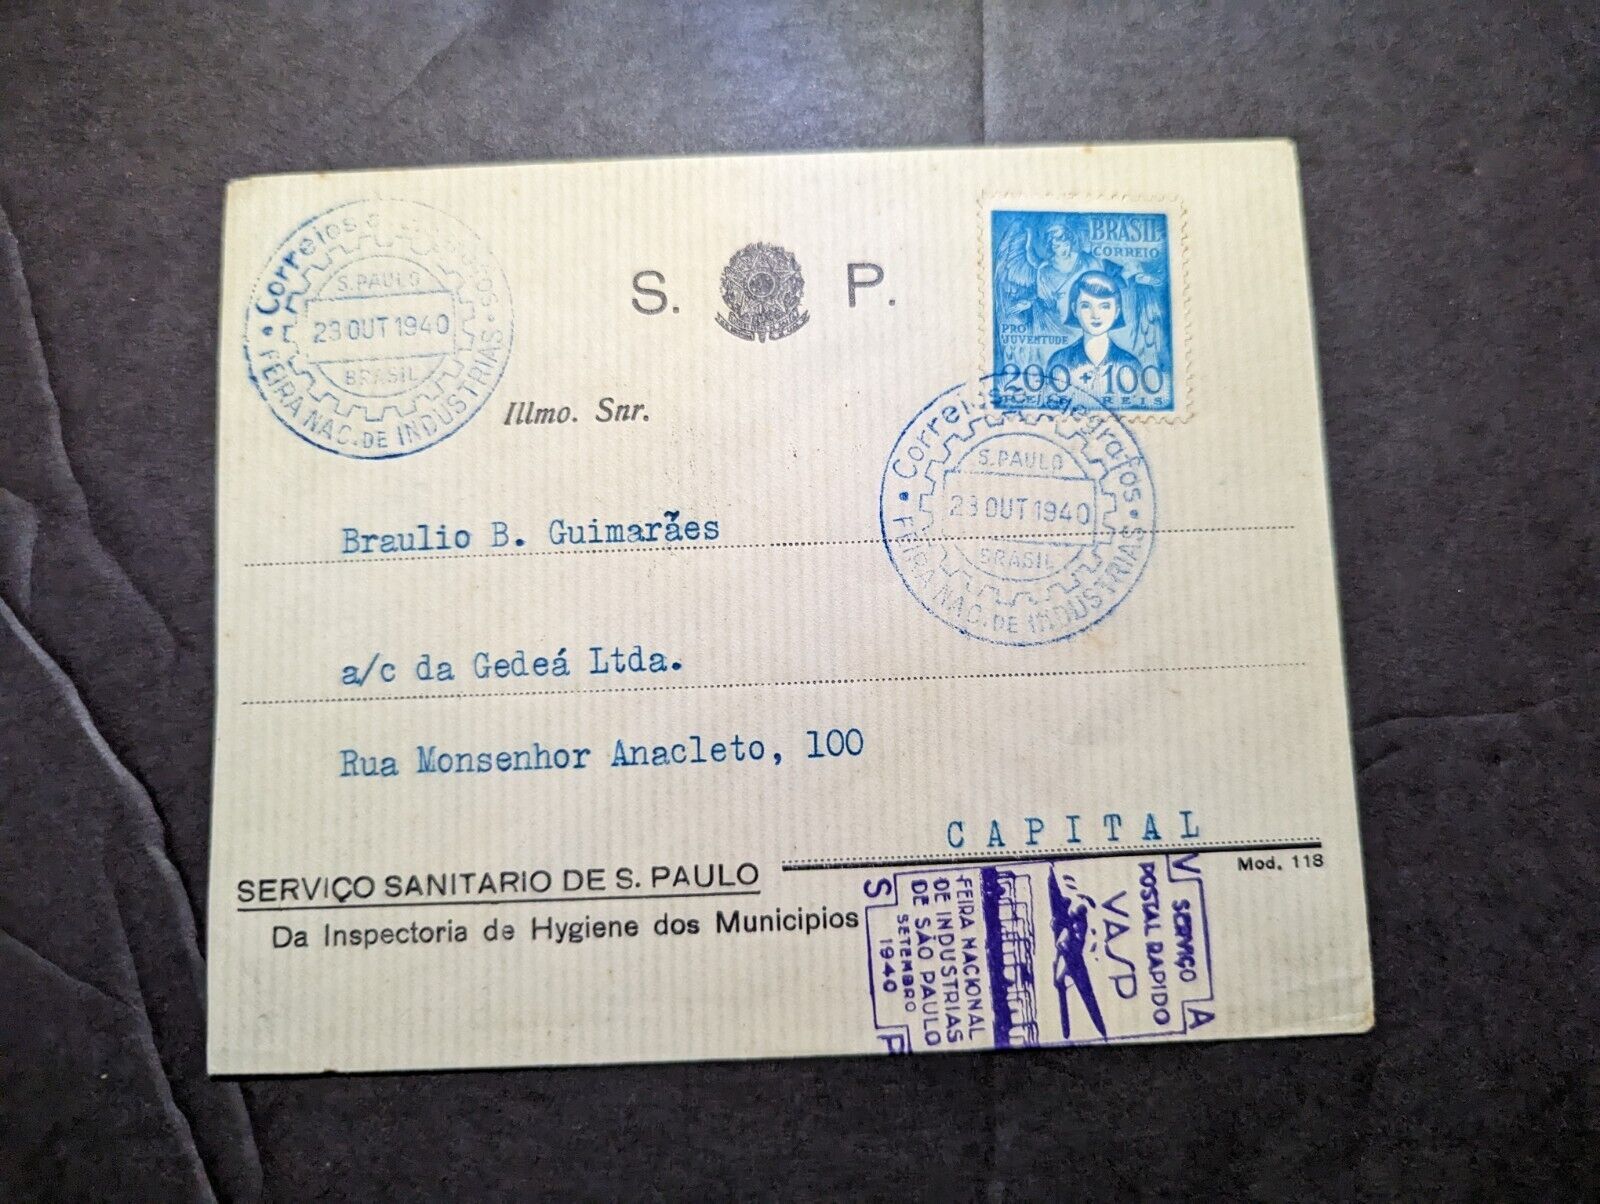 Correios e Telegrafos
S. PAULO
23 OUT 1940
BRASIL
FEIRA NAC. DE INDUSTRIAS
S. P.
BRASIL
CORREIO
PRO
JUVENTUDE
200 + 100
REIS REIS
Correios e Telegrafos
S. PAULO
23 OUT 1940
BRASIL
FEIRA NAC. DE INDUSTRIAS
Illmo. Snr.
Braulio B. Guimarães
a/c da Gedeá Ltda.
Rua Monsenhor Anacleto, 100
CAPITAL
Mod. 118
SERVIÇO SANITARIO DE S. PAULO
Da Inspectoria de Hygiene dos Municipios
V A
SERVIÇO
POSTAL RAPIDO
VASP
FEIRA NACIONAL
DE INDUSTRIAS
DE SÃO PAULO
SETEMBRO
1940
S P